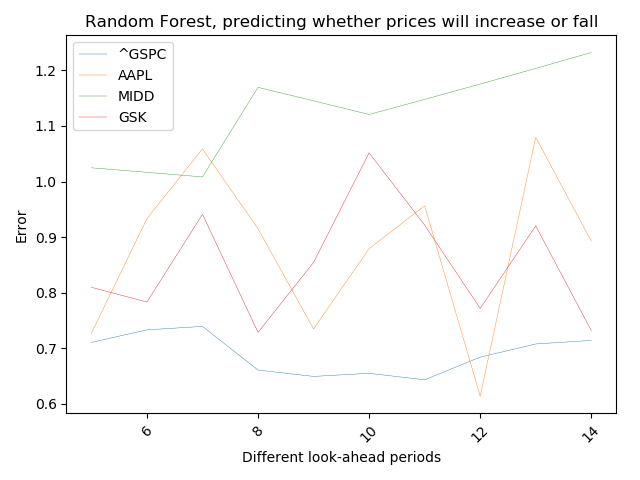 Random Forest, predicting whether prices will increase or fall
^GSPC
AAPL
MIDD
GSK
1.2
1.1
1.0
0.9
0.8
0.7
0.6
Error
6
8
10
12
14
Different look-ahead periods